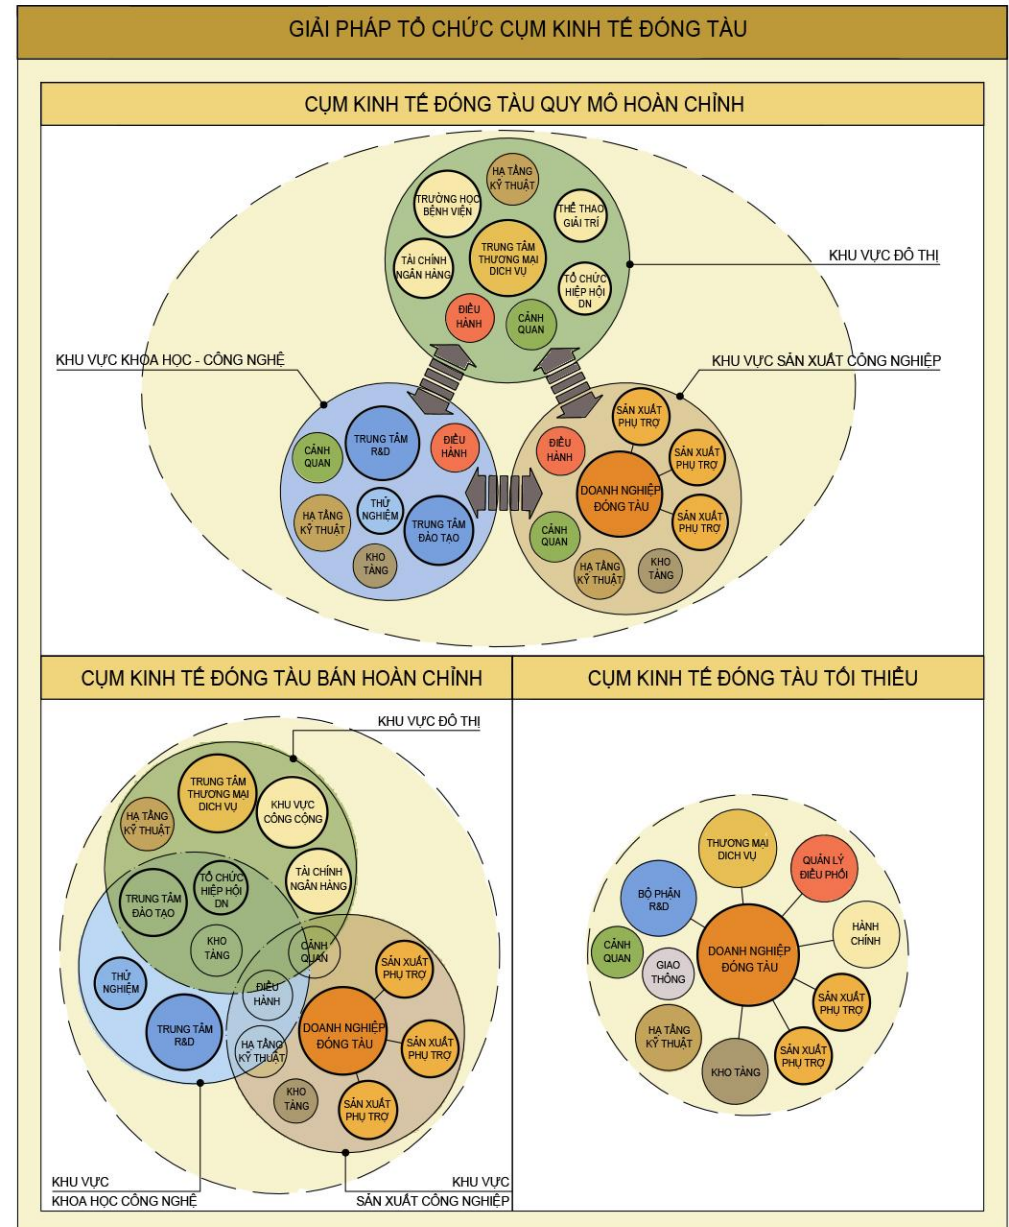 GIẢI PHÁP TỔ CHỨC CỤM KINH TẾ ĐÓNG TÀU
CỤM KINH TẾ ĐÓNG TÀU QUY MÔ HOÀN CHỈNH
HẠ TẦNG
KỸ THUẬT
TRƯỜNG HỌC
BỆNH VIỆN
THỂ THAO
GIẢI TRÍ
TRUNG TÂM
THƯƠNG MẠI
DỊCH VỤ
TÀI CHÍNH
NGÂN HÀNG
TỔ CHỨC
HIỆP HỘI
DN
ĐIỀU
HÀNH
CẢNH
QUAN
KHU VỰC ĐÔ THỊ
KHU VỰC KHOA HỌC - CÔNG NGHỆ
KHU VỰC SẢN XUẤT CÔNG NGHIỆP
TRUNG TÂM
R&D
ĐIỀU
HÀNH
CẢNH
QUAN
THỬ
NGHIỆM
HẠ TẦNG
KỸ THUẬT
TRUNG TÂM
ĐÀO TẠO
KHO
TÀNG
SẢN XUẤT
PHỤ TRỢ
ĐIỀU
HÀNH
SẢN XUẤT
PHỤ TRỢ
DOANH NGHIỆP
ĐÓNG TÀU
SẢN XUẤT
PHỤ TRỢ
CẢNH
QUAN
HẠ TẦNG
KỸ THUẬT
KHO
TÀNG
CỤM KINH TẾ ĐÓNG TÀU BÁN HOÀN CHỈNH
KHU VỰC ĐÔ THỊ
TRUNG TÂM
THƯƠNG MẠI
DỊCH VỤ
KHU VỰC
CÔNG CỘNG
HẠ TẦNG
KỸ THUẬT
TỔ CHỨC
HIỆP HỘI
DN
TÀI CHÍNH
NGÂN HÀNG
TRUNG TÂM
ĐÀO TẠO
KHO
TÀNG
CẢNH
QUAN
SẢN XUẤT
PHỤ TRỢ
THỬ
NGHIỆM
ĐIỀU
HÀNH
TRUNG TÂM
R&D
DOANH NGHIỆP
ĐÓNG TÀU
HẠ TẦNG
KỸ THUẬT
SẢN XUẤT
PHỤ TRỢ
KHO
TÀNG
SẢN XUẤT
PHỤ TRỢ
KHU VỰC
KHOA HỌC CÔNG NGHỆ
KHU VỰC
SẢN XUẤT CÔNG NGHIỆP
CỤM KINH TẾ ĐÓNG TÀU TỐI THIỂU
THƯƠNG MẠI
DỊCH VỤ
QUẢN LÝ
ĐIỀU PHỐI
BỘ PHẬN
R&D
HÀNH
CHÍNH
CẢNH
QUAN
GIAO
THÔNG
DOANH NGHIỆP
ĐÓNG TÀU
SẢN XUẤT
PHỤ TRỢ
HẠ TẦNG
KỸ THUẬT
SẢN XUẤT
PHỤ TRỢ
KHO TÀNG